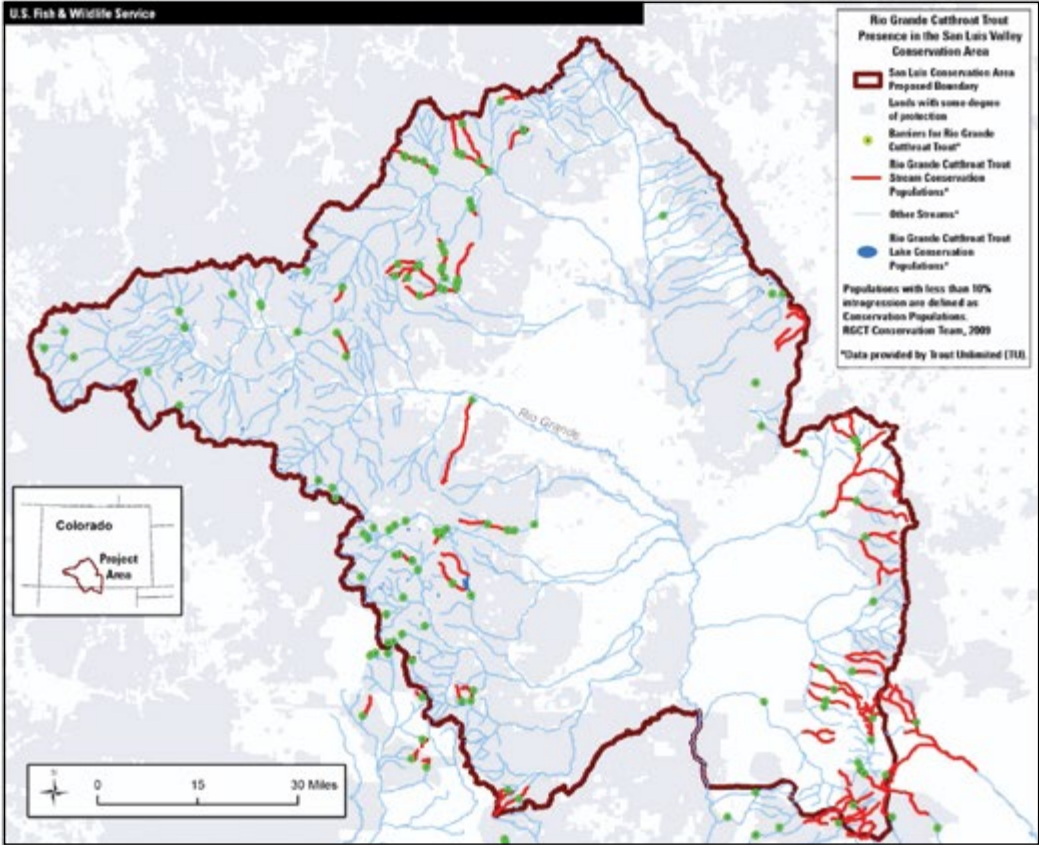 U.S. Fish & Wildlife Service
Rio Grande Cutthroat Trout
Presence in the San Luis Valley
Conservation Area
San Luis Conservation Area
Proposed Boundary
Lands with some degree
of protection
Barriers for Rio Grande
Cutthroat Trout*
Rio Grande Cutthroat Trout
Stream Conservation
Populations*
Other Streams*
Rio Grande Cutthroat Trout
Lake Conservation
Populations*
Populations with less than 10%
introgression are defined as
Conservation Populations.
RGCT Conservation Team, 2009
*Data provided by Trout Unlimited (TU).
Rio Grande
Colorado
Project
Area
N
0 15 30 Miles